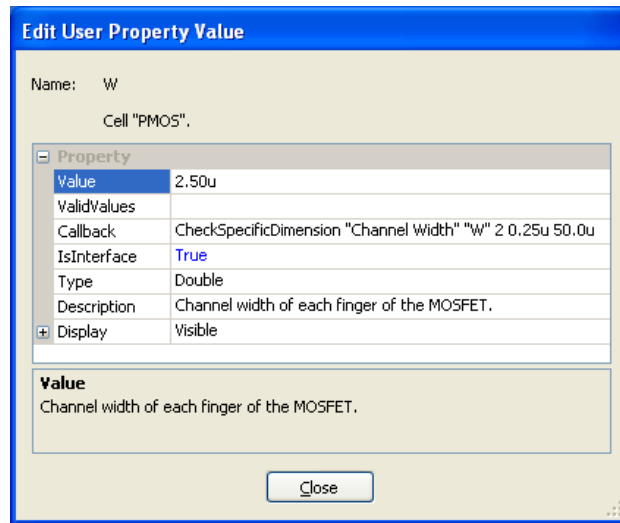 Edit User Property Value
Name: W
Cell "PMOS".
Property
Value 2.50u
ValidValues
Callback CheckSpecificDimension "Channel Width" "W" 2 0.25u 50.0u
IsInterface True
Type Double
Description Channel width of each finger of the MOSFET.
Display Visible
Value
Channel width of each finger of the MOSFET.
Close